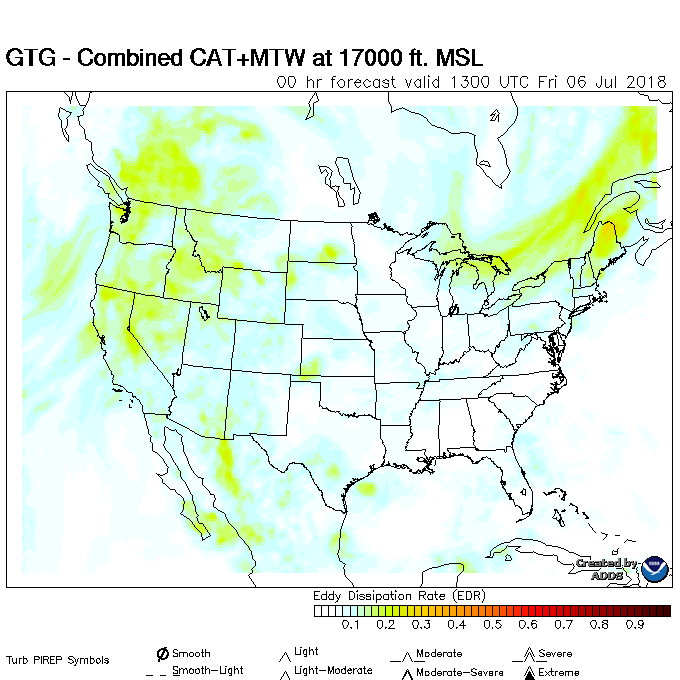 GTG - Combined CAT+MTW at 17000 ft. MSL
00 hr forecast valid 1300 UTC Fri 06 Jul 2018
Created by
ADDS
Eddy Dissipation Rate (EDR)
0.1 0.2 0.3 0.4 0.5 0.6 0.7 0.8 0.9
Turb PIREP Symbols
Smooth Light Moderate Severe
Smooth-Light Light-Moderate Moderate-Severe Extreme